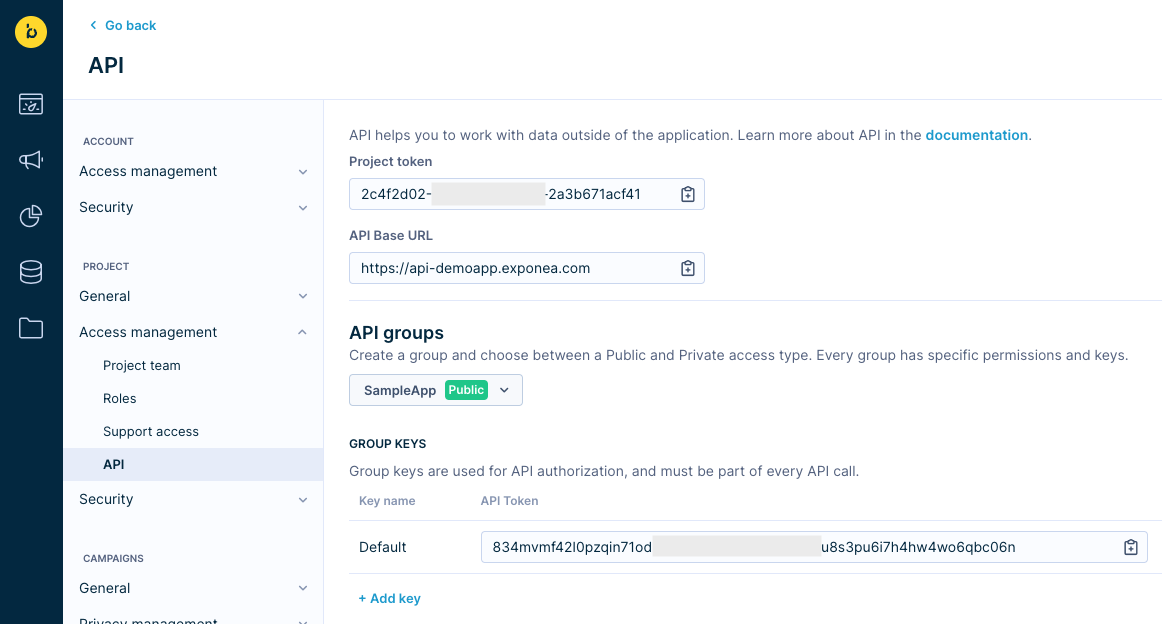 Go back
API
ACCOUNT
Access management
Security
PROJECT
General
Access management
Project team
Roles
Support access
API
Security
CAMPAIGNS
General
Privacy management
API helps you to work with data outside of the application. Learn more about API in the documentation.
Project token
2c4f2d02- -2a3b671acf41
API Base URL
https://api-demoapp.exponea.com
API groups
Create a group and choose between a Public and Private access type. Every group has specific permissions and keys.
SampleApp Public
GROUP KEYS
Group keys are used for API authorization, and must be part of every API call.
Key name API Token
Default 834mvmf42l0pzqin71od u8s3pu6i7h4hw4wo6qbc06n
+ Add key